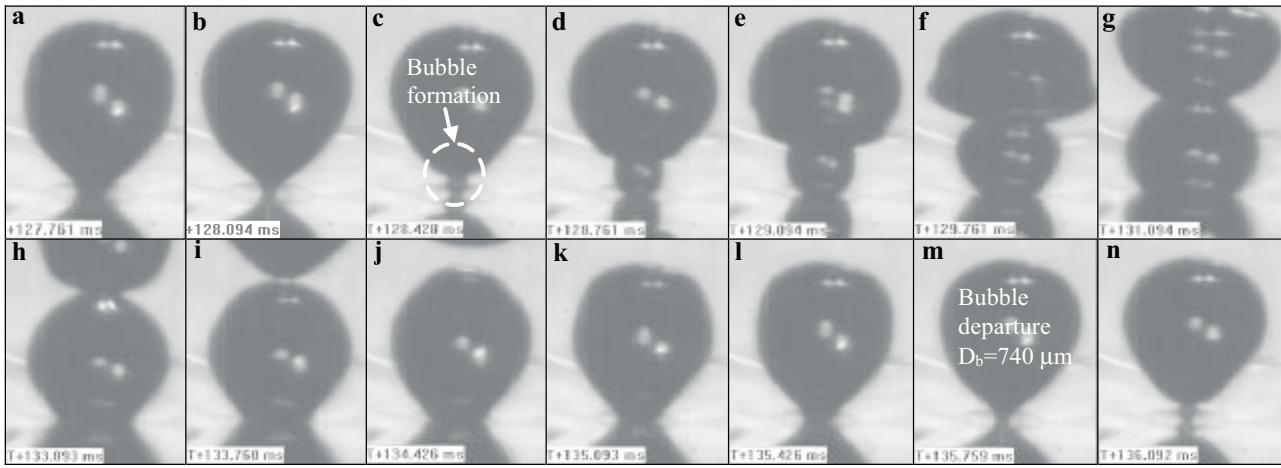 a
+127.761 ms
b
+128.094 ms
c
Bubble
formation
T+128.428 ms
d
T+128.761 ms
e
T+129.094 ms
f
T+129.761 ms
g
T+131.094 ms
h
T+133.093 ms
i
T+133.760 ms
j
T+134.426 ms
k
T+135.093 ms
l
T+135.426 ms
m
Bubble
departure
D_b=740 μm
T+135.759 ms
n
T+136.092 ms